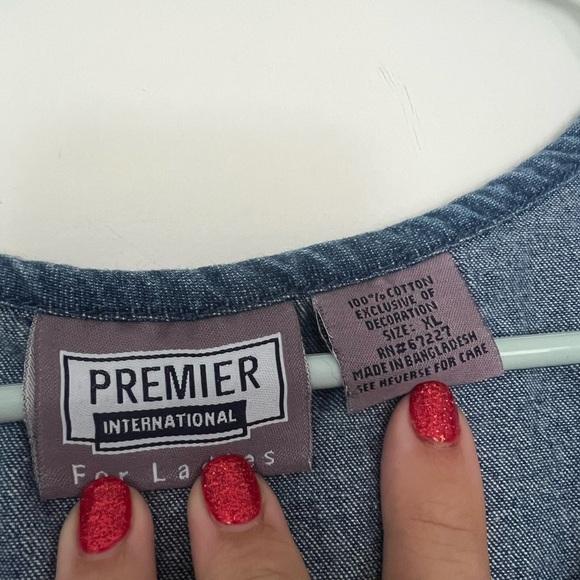 PREMIER
INTERNATIONAL
For Ladies
100% COTTON
EXCLUSIVE OF
DECORATION
SIZE: XL
RN#67227
MADE IN BANGLADESH
SEE REVERSE FOR CARE